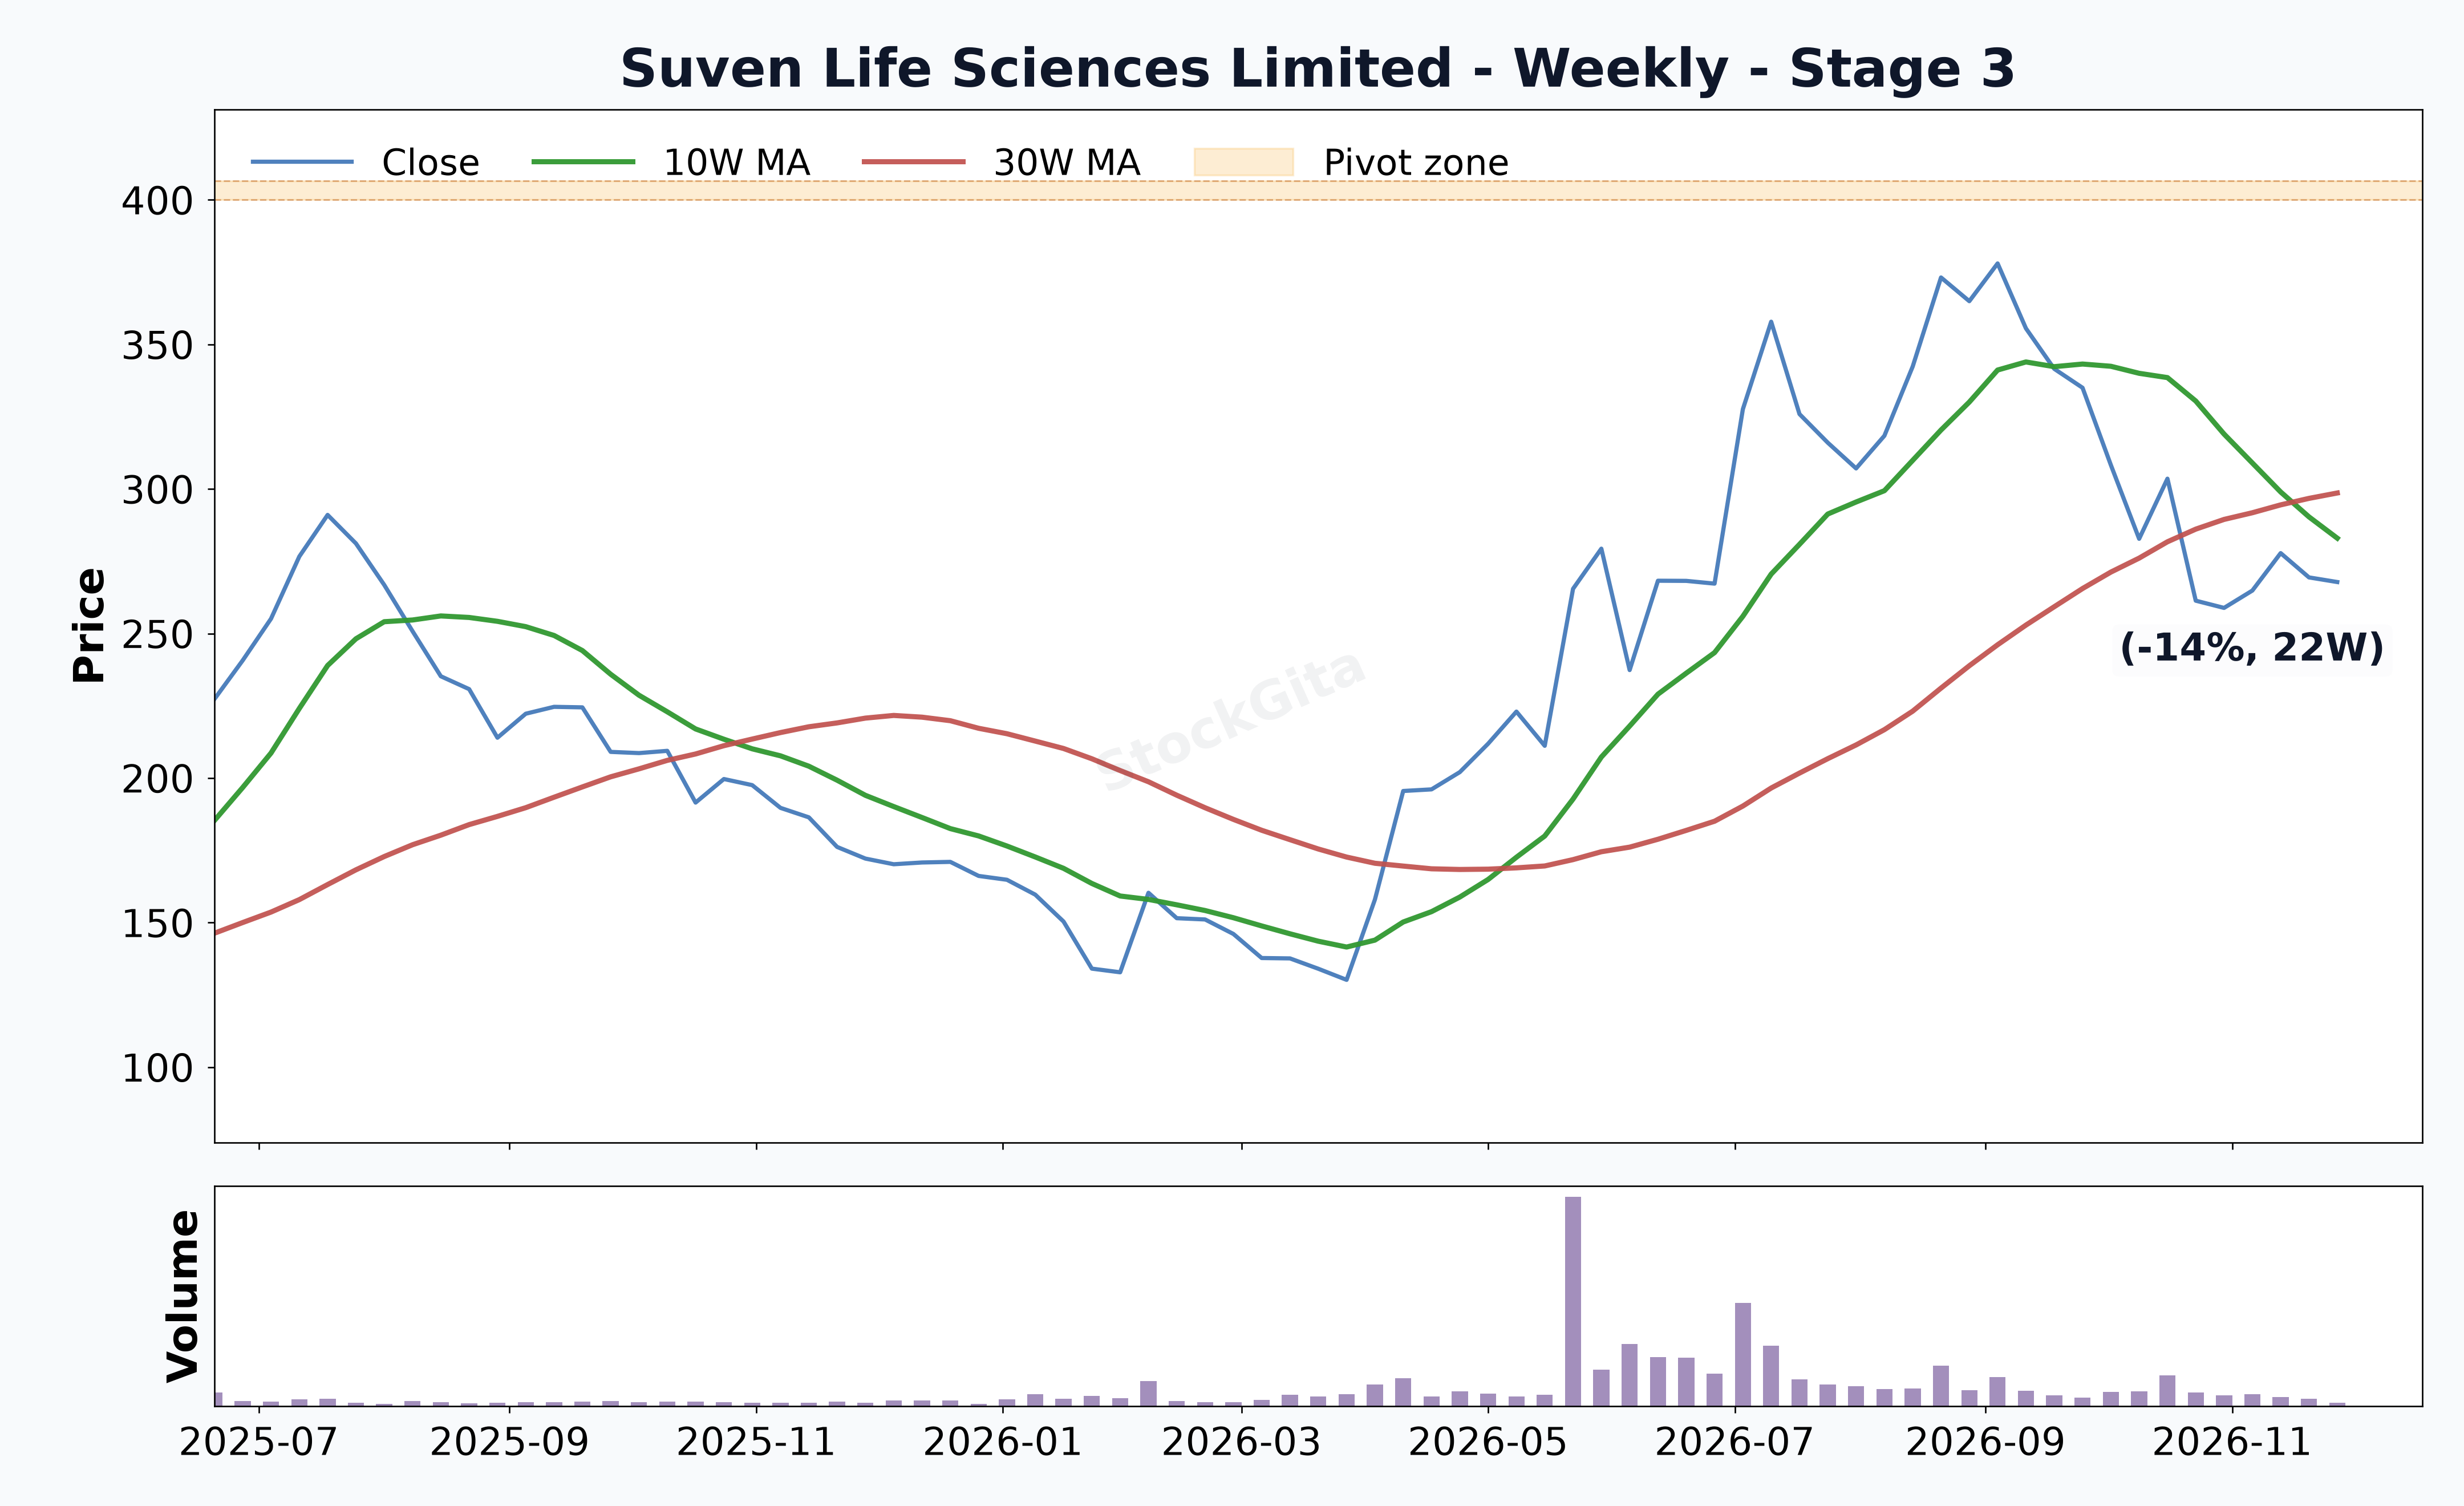 Suven Life Sciences Limited - Weekly - Stage 3
Close 10W MA 30W MA Pivot zone
400
350
300
250
200
150
100
Price
(-14%, 22W)
StockGita
Volume
2025-07 2025-09 2025-11 2026-01 2026-03 2026-05 2026-07 2026-09 2026-11